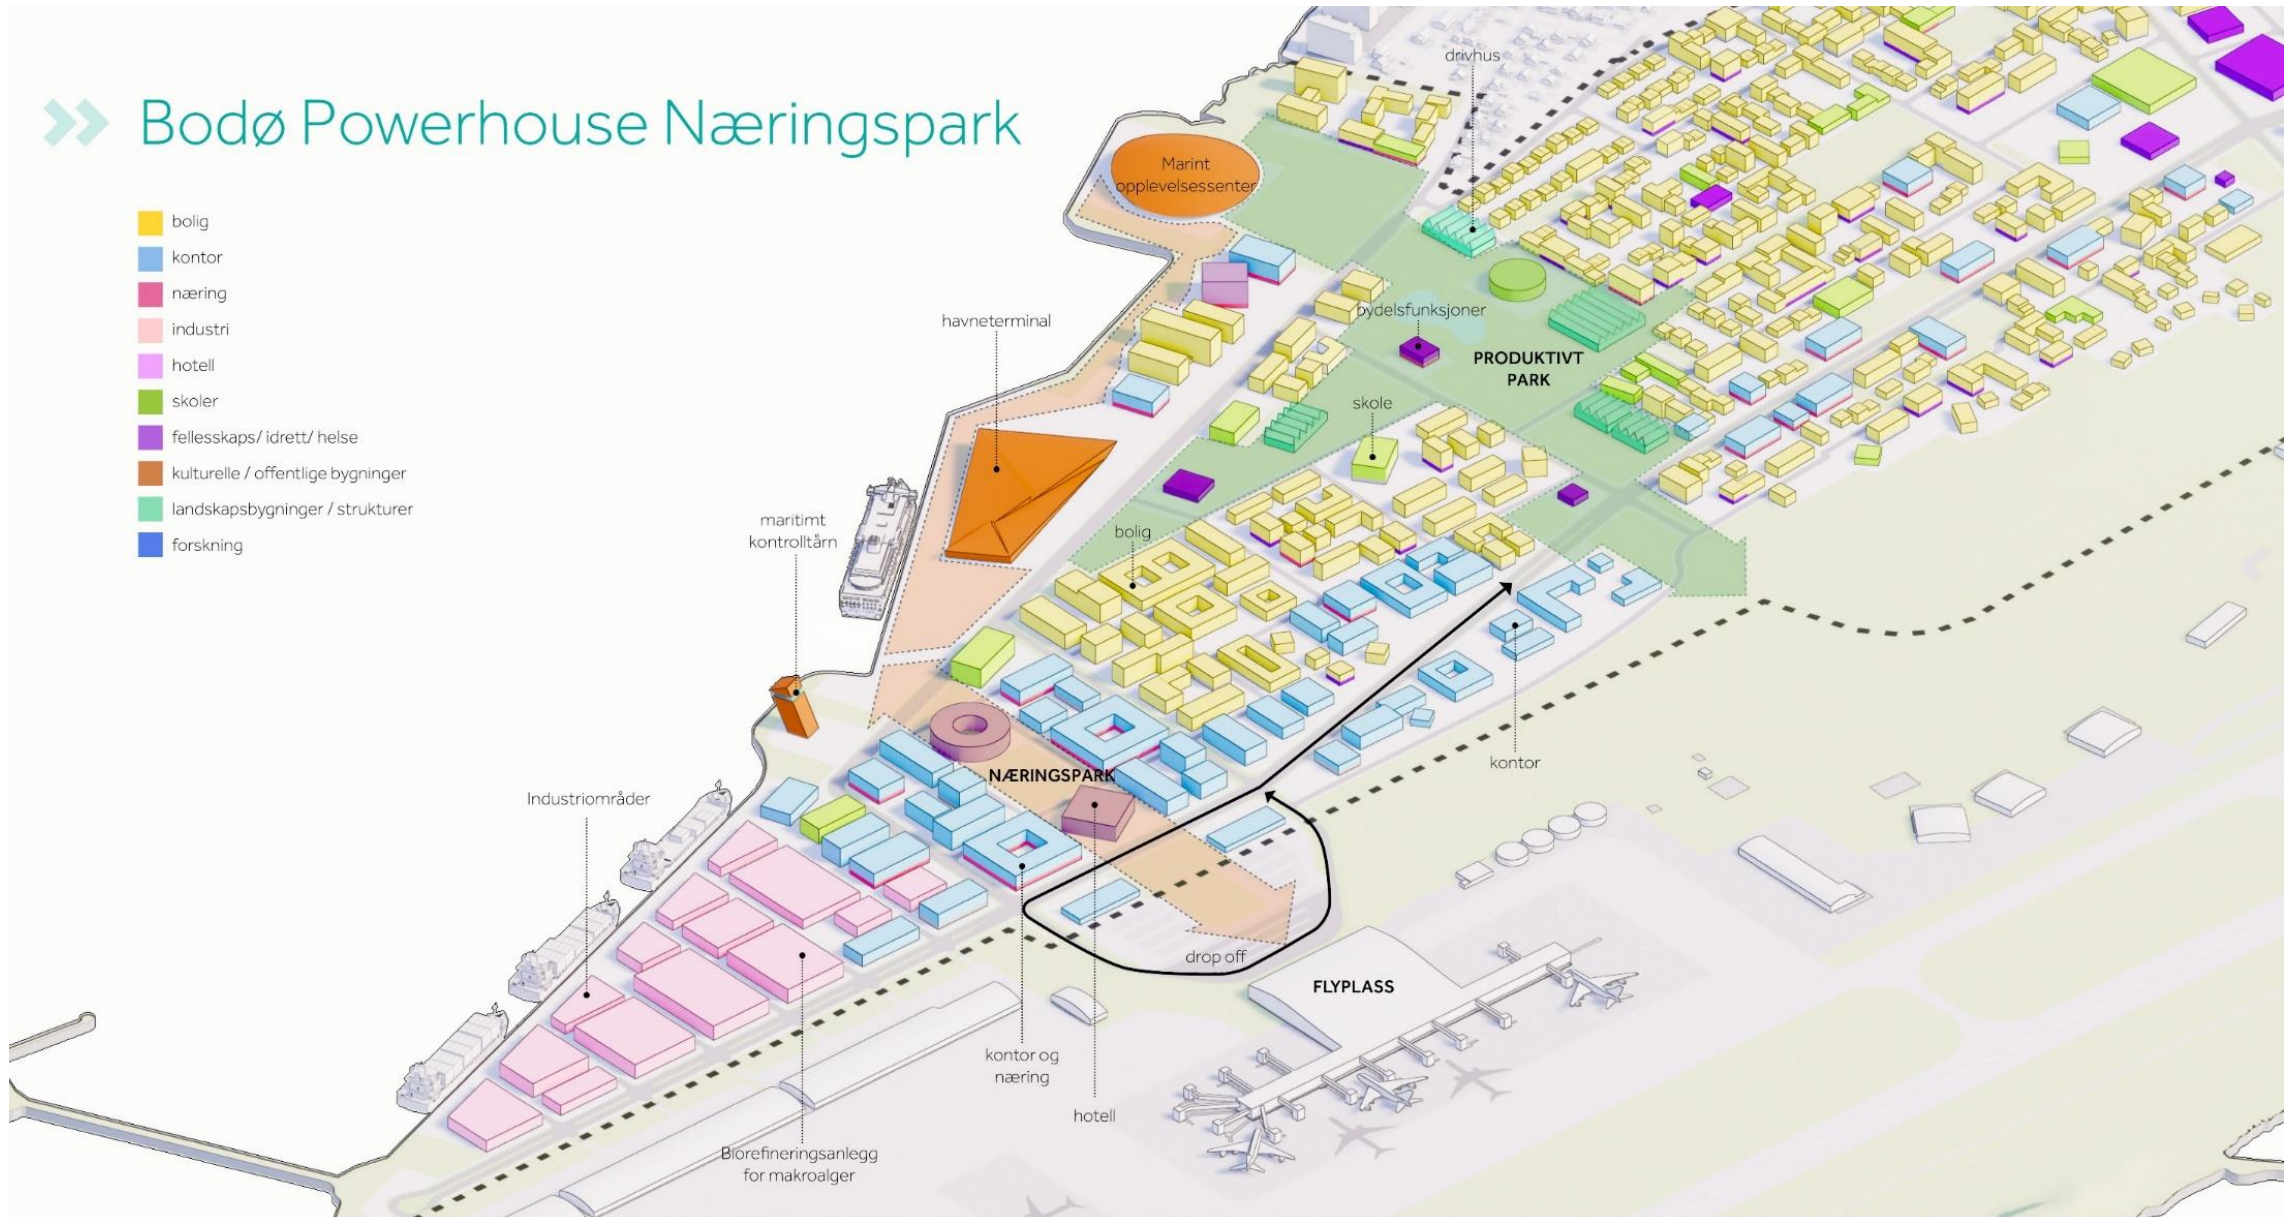 Bodø Powerhouse Næringspark
bolig
kontor
næring
industri
hotell
skoler
fellesskaps/ idrett/ helse
kulturelle / offentlige bygninger
landskapsbygninger / strukturer
forskning
drivhus
Marint
opplevelsessenter
havneterminal
bydelsfunksjoner
PRODUKTIVT
PARK
skole
maritimt
kontrolltårn
bolig
NÆRINGSPARK
kontor
Industriområder
drop off
FLYPLASS
kontor og
næring
hotell
Biorefineringsanlegg
for makroalger